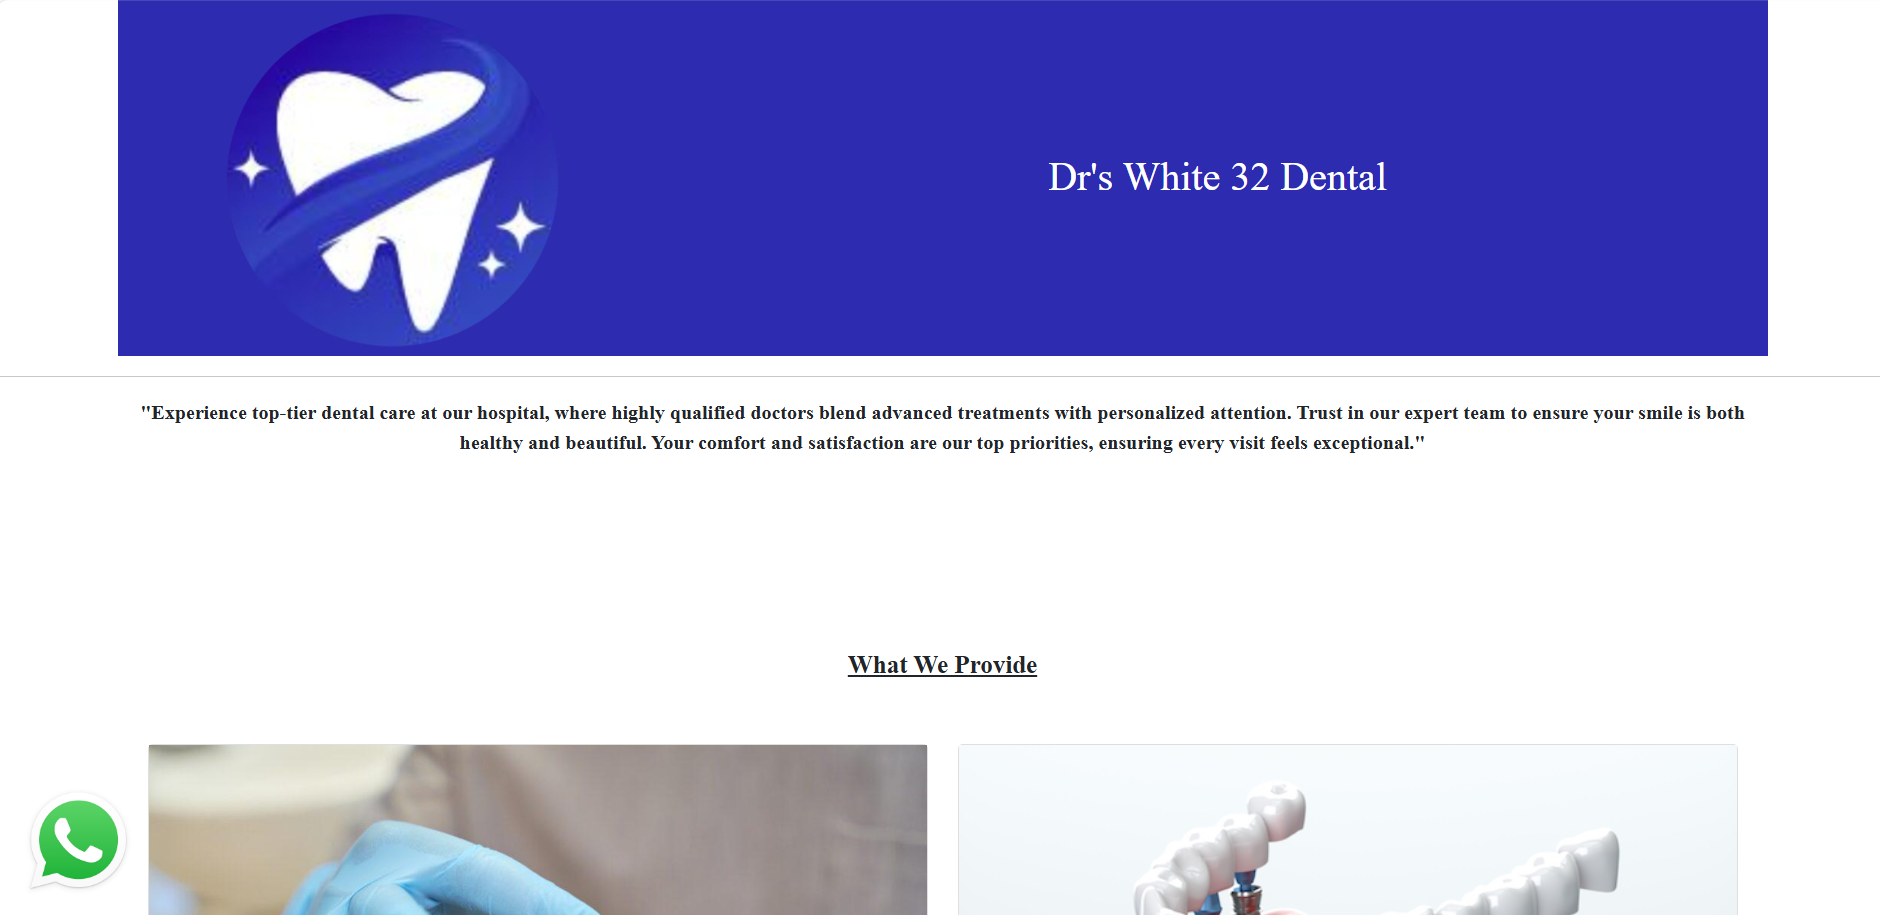 Dr's White 32 Dental
"Experience top-tier dental care at our hospital, where highly qualified doctors blend advanced treatments with personalized attention. Trust in our expert team to ensure your smile is both
healthy and beautiful. Your comfort and satisfaction are our top priorities, ensuring every visit feels exceptional."
What We Provide